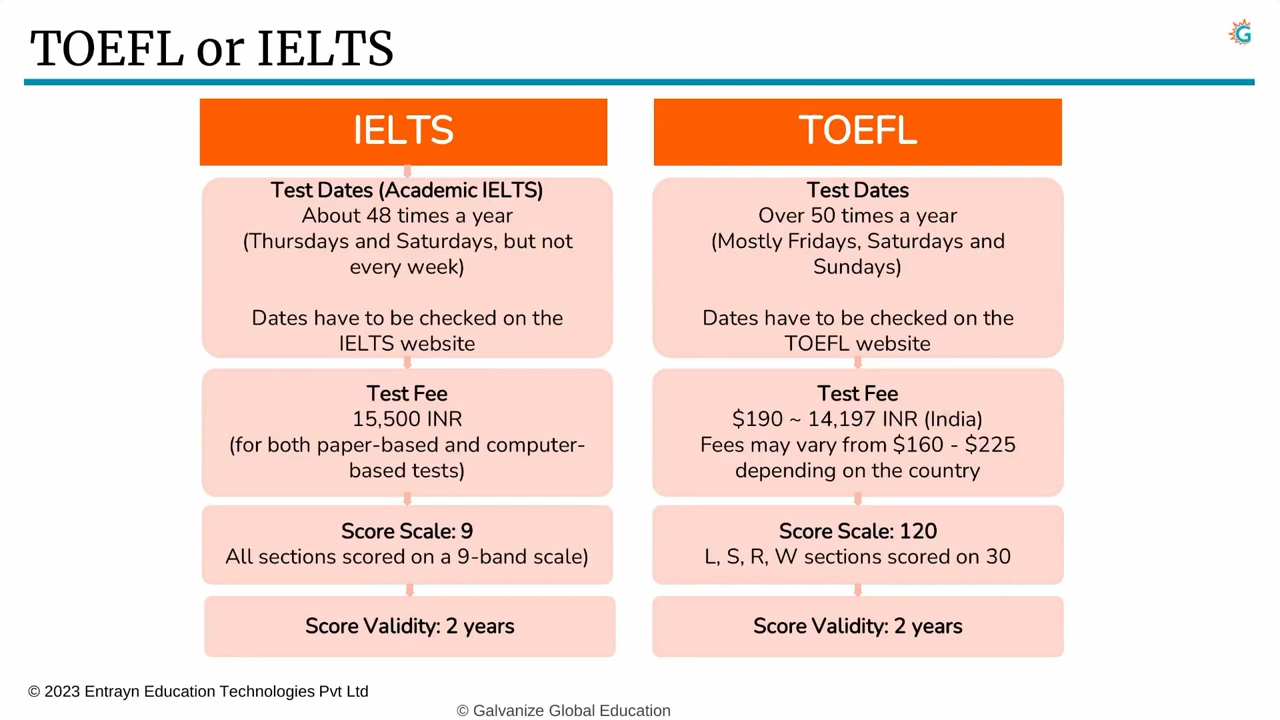 TOEFL or IELTS
G
IELTS
Test Dates (Academic IELTS)
About 48 times a year
(Thursdays and Saturdays, but not
every week)
Dates have to be checked on the
IELTS website
Test Fee
15,500 INR
(for both paper-based and computer-
based tests)
Score Scale: 9
All sections scored on a 9-band scale)
Score Validity: 2 years
TOEFL
Test Dates
Over 50 times a year
(Mostly Fridays, Saturdays and
Sundays)
Dates have to be checked on the
TOEFL website
Test Fee
$190 ~ 14,197 INR (India)
Fees may vary from $160 - $225
depending on the country
Score Scale: 120
L, S, R, W sections scored on 30
Score Validity: 2 years
© 2023 Entrayn Education Technologies Pvt Ltd
© Galvanize Global Education